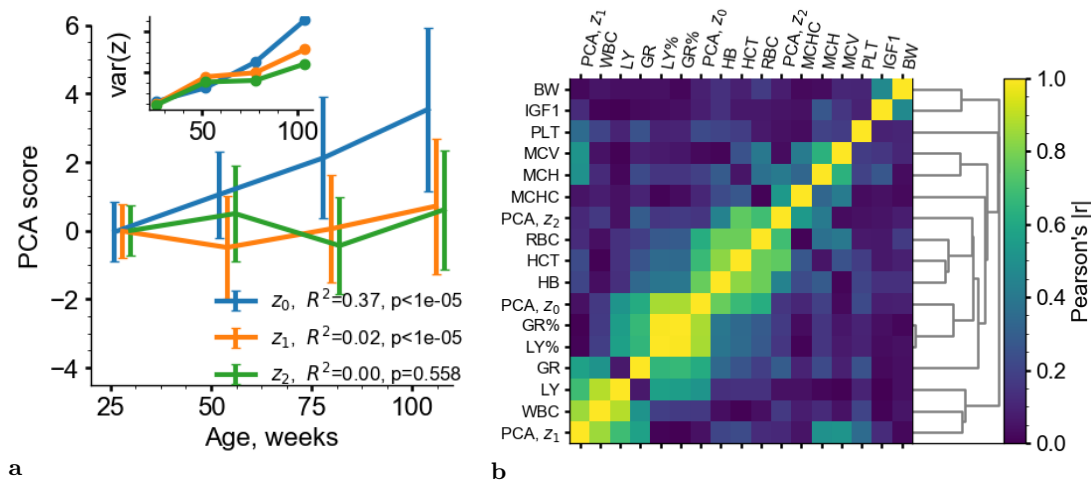 6
4
2
0
−2
−4
PCA score
25
50
75
100
Age, weeks
var(z)
50
100
z0, R2=0.37, p<1e-05
z1, R2=0.02, p<1e-05
z2, R2=0.00, p=0.558
a
PCA, z1
WBC
LY
GR
LY%
GR%
PCA, z0
HB
HCT
RBC
PCA, z2
MCHC
MCH
MCV
PLT
IGF1
BW
BW
IGF1
PLT
MCV
MCH
MCHC
PCA, z2
RBC
HCT
HB
PCA, z0
GR%
LY%
GR
LY
WBC
PCA, z1
1.0
0.8
0.6
0.4
0.2
0.0
Pearson's |r|
b